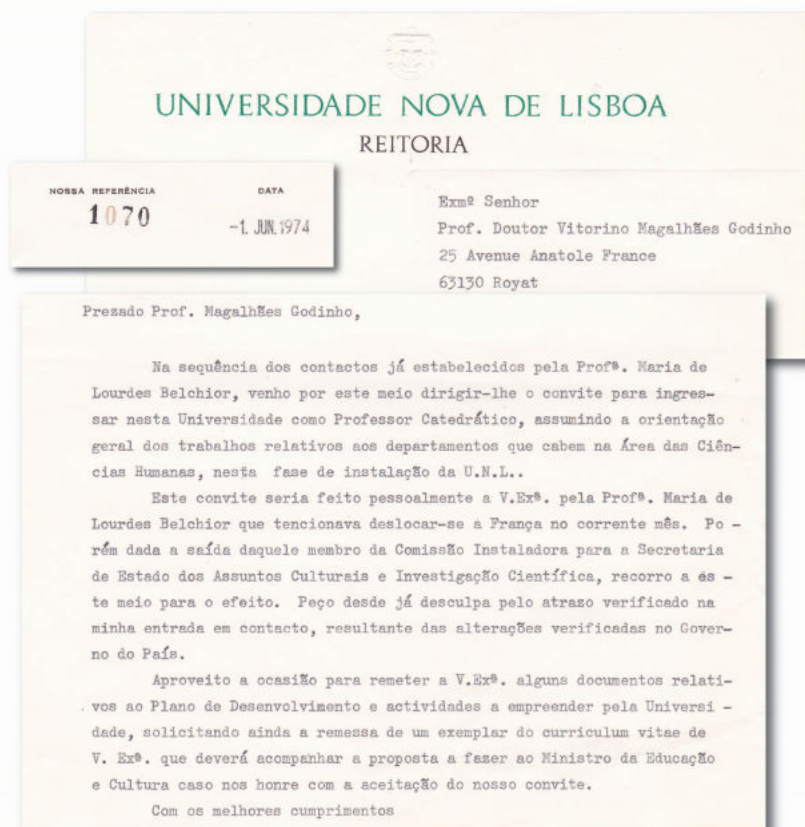 UNIVERSIDADE NOVA DE LISBOA
REITORIA
NOSSA REFERÊNCIA
DATA
1070
-1. JUN. 1974
Exmº Senhor
Prof. Doutor Vitorino Magalhães Godinho
25 Avenue Anatole France
63130 Royat
Prezado Prof. Magalhães Godinho,
Na sequência dos contactos já estabelecidos pela Profª. Maria de
Lourdes Belchior, venho por este meio dirigir-lhe o convite para ingres-
sar nesta Universidade como Professor Catedrático, assumindo a orientação
geral dos trabalhos relativos aos departamentos que cabem na Área das Ciên-
cias Humanas, nesta fase de instalação da U.N.L..
Este convite seria feito pessoalmente a V.Exª. pela Profª. Maria de
Lourdes Belchior que tencionava deslocar-se a França no corrente mês. Po -
rém dada a saída daquele membro da Comissão Instaladora para a Secretaria
de Estado dos Assuntos Culturais e Investigação Científica, recorro a es -
te meio para o efeito. Peço desde já desculpa pelo atrazo verificado na
minha entrada em contacto, resultante das alterações verificadas no Gover-
no do País.
Aproveito a ocasião para remeter a V.Exª. alguns documentos relati-
vos ao Plano de Desenvolvimento e actividades a empreender pela Universi -
dade, solicitando ainda a remessa de um exemplar do curriculum vitae de
V. Exª. que deverá acompanhar a proposta a fazer ao Ministro da Educação
e Cultura caso nos honre com a aceitação do nosso convite.
Com os melhores cumprimentos